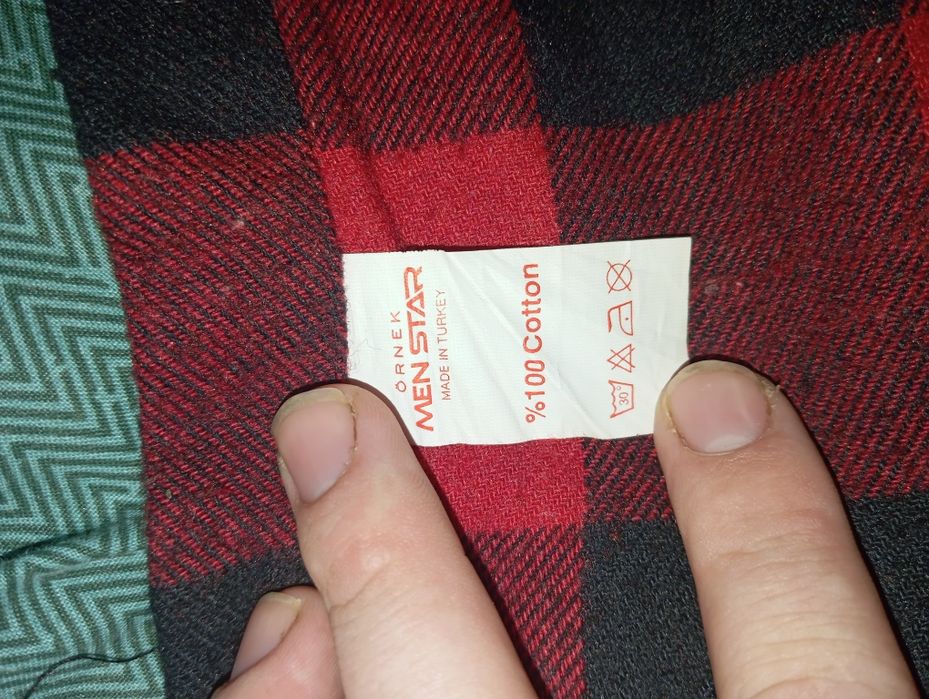 ÖRNEK
MEN STAR
MADE IN TURKEY
%100 Cotton
30°